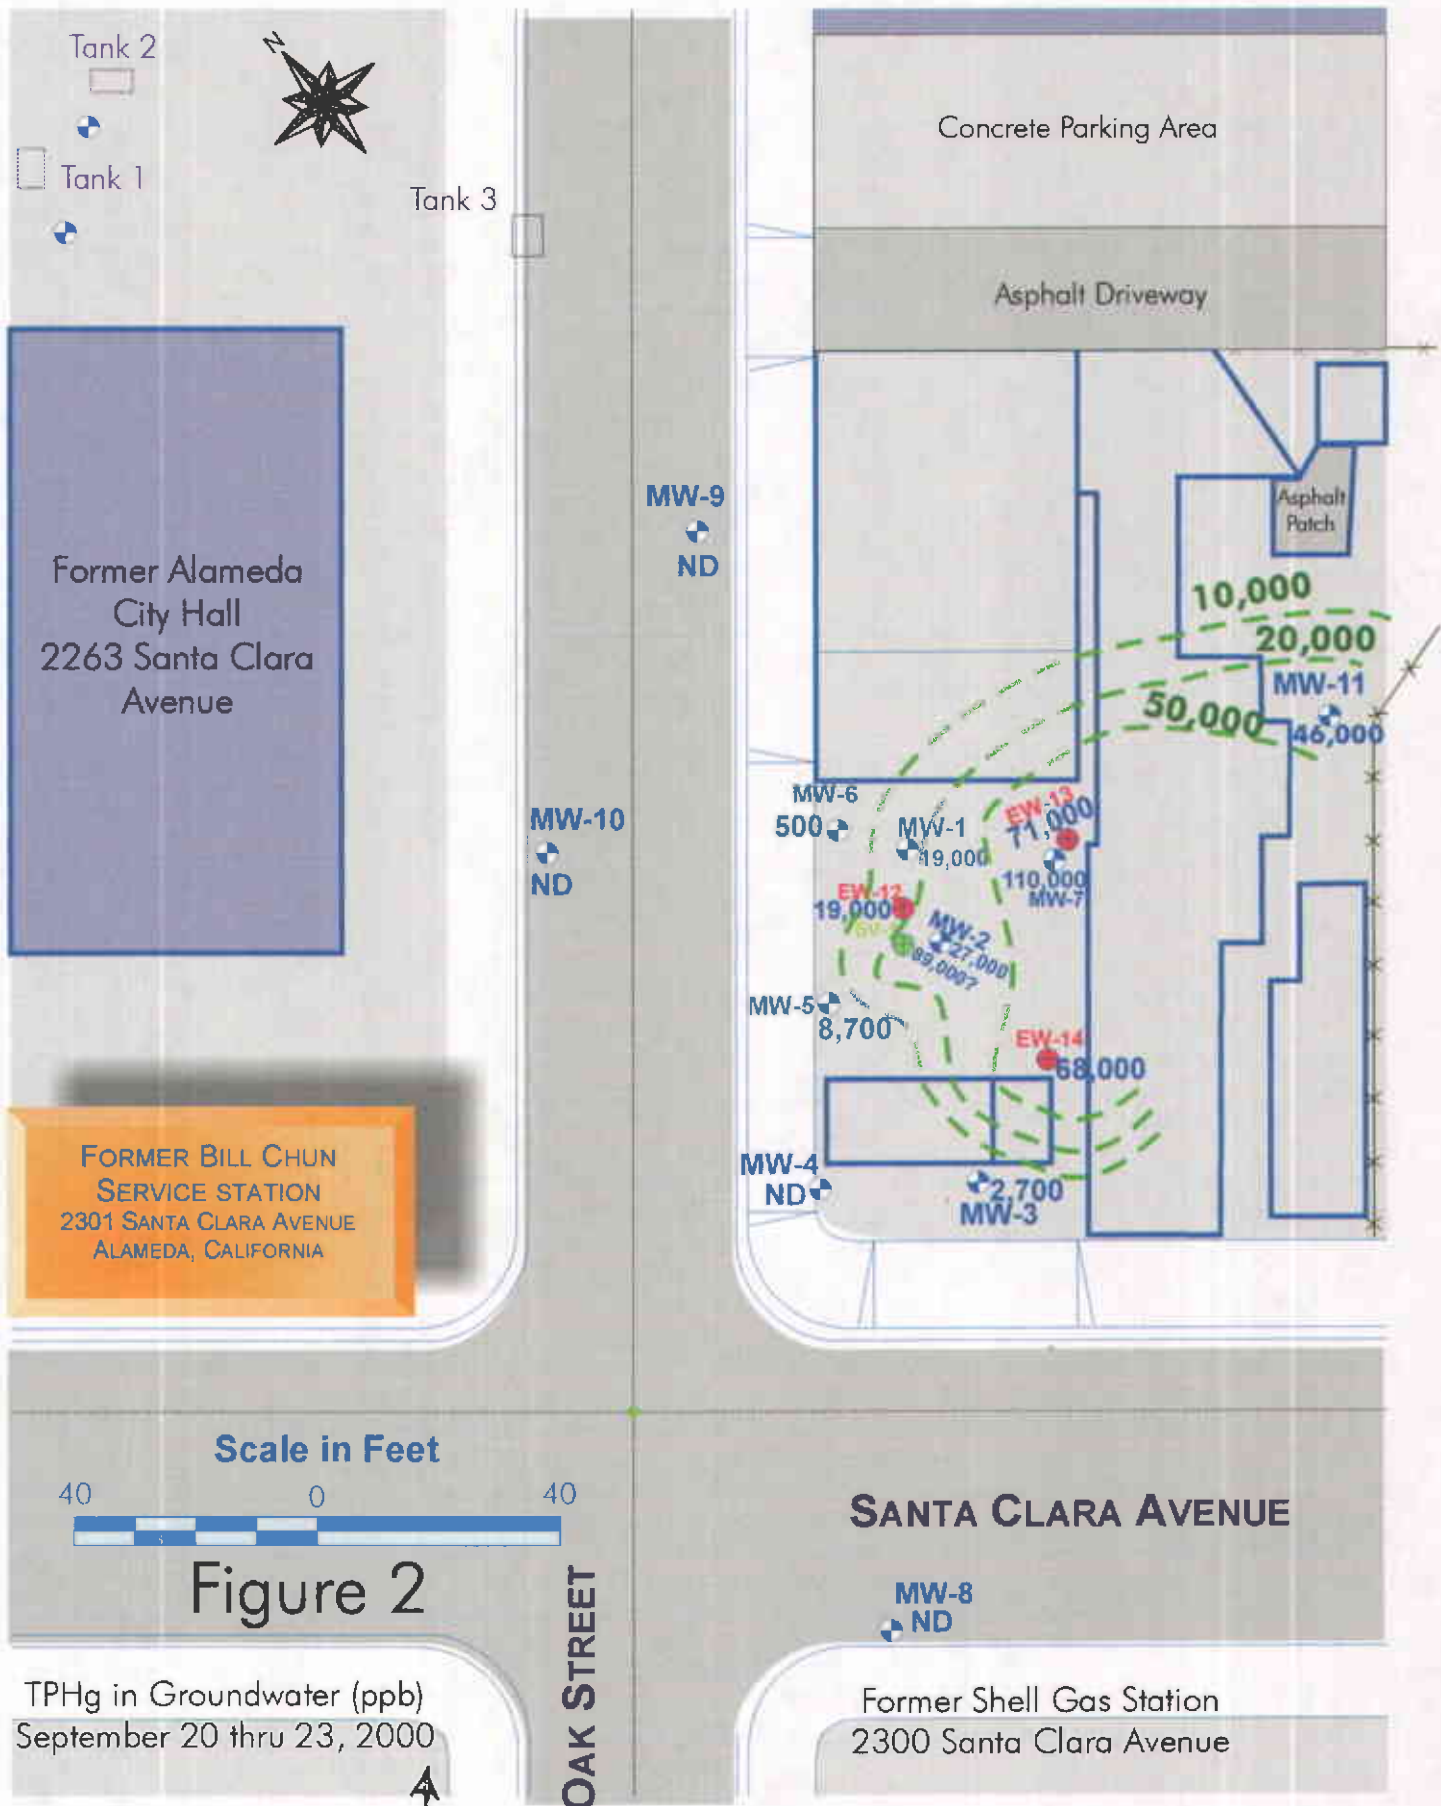 Tank 2
N
Tank 1
Tank 3
Concrete Parking Area
Asphalt Driveway
Asphalt
Patch
MW-9
ND
Former Alameda
City Hall
2263 Santa Clara
Avenue
10,000
20,000
MW-11
46,000
50,000
MW-6
500
MW-1
19,000
EW-13
71,000
110,000
MW-7
MW-10
ND
EW-12
19,000
MW-2
27,000
89,000?
MW-5
8,700
EW-14
68,000
MW-4
ND
2,700
MW-3
FORMER BILL CHUN
SERVICE STATION
2301 SANTA CLARA AVENUE
ALAMEDA, CALIFORNIA
Scale in Feet
40 0 40
Figure 2
SANTA CLARA AVENUE
OAK STREET
MW-8
ND
TPHg in Groundwater (ppb)
September 20 thru 23, 2000
Former Shell Gas Station
2300 Santa Clara Avenue